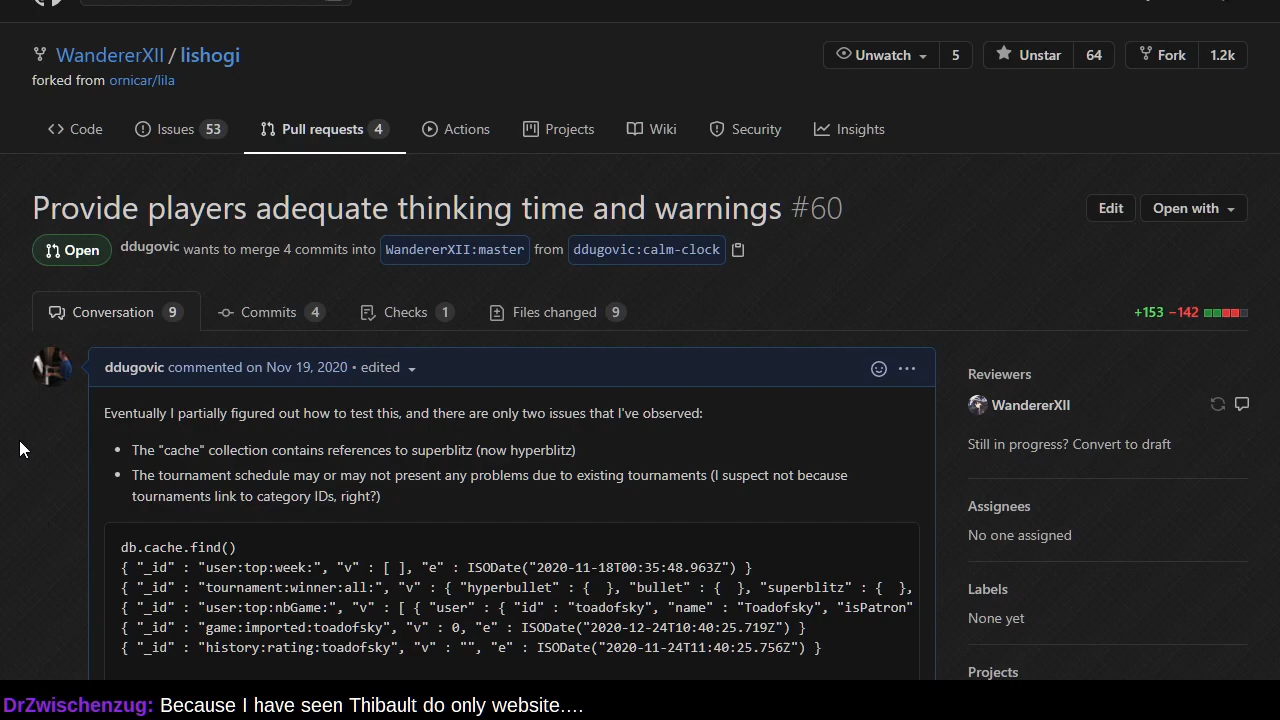 WandererXII / lishogi
Unwatch 5
Unstar 64
Fork 1.2k
forked from ornicar/lila
Code
Issues 53
Pull requests 4
Actions
Projects
Wiki
Security
Insights
Provide players adequate thinking time and warnings #60
Edit
Open with
Open
ddugovic wants to merge 4 commits into WandererXII:master from ddugovic:calm-clock
Conversation 9
Commits 4
Checks 1
Files changed 9
+153 −142
ddugovic commented on Nov 19, 2020 • edited
Eventually I partially figured out how to test this, and there are only two issues that I've observed:
• The "cache" collection contains references to superblitz (now hyperblitz)
• The tournament schedule may or may not present any problems due to existing tournaments (I suspect not because
tournaments link to category IDs, right?)
db.cache.find()
{ "_id" : "user:top:week:", "v" : [ ], "e" : ISODate("2020-11-18T00:35:48.963Z") }
{ "_id" : "tournament:winner:all:", "v" : { "hyperbullet" : {  }, "bullet" : {  }, "superblitz" : {  },
{ "_id" : "user:top:nbGame:", "v" : [ { "user" : { "id" : "toadofsky", "name" : "Toadofsky", "isPatron"
{ "_id" : "game:imported:toadofsky", "v" : 0, "e" : ISODate("2020-12-24T10:40:25.719Z") }
{ "_id" : "history:rating:toadofsky", "v" : "", "e" : ISODate("2020-11-24T11:40:25.756Z") }
Reviewers
WandererXII
Still in progress? Convert to draft
Assignees
No one assigned
Labels
None yet
Projects
DrZwischenzug: Because I have seen Thibault do only website....